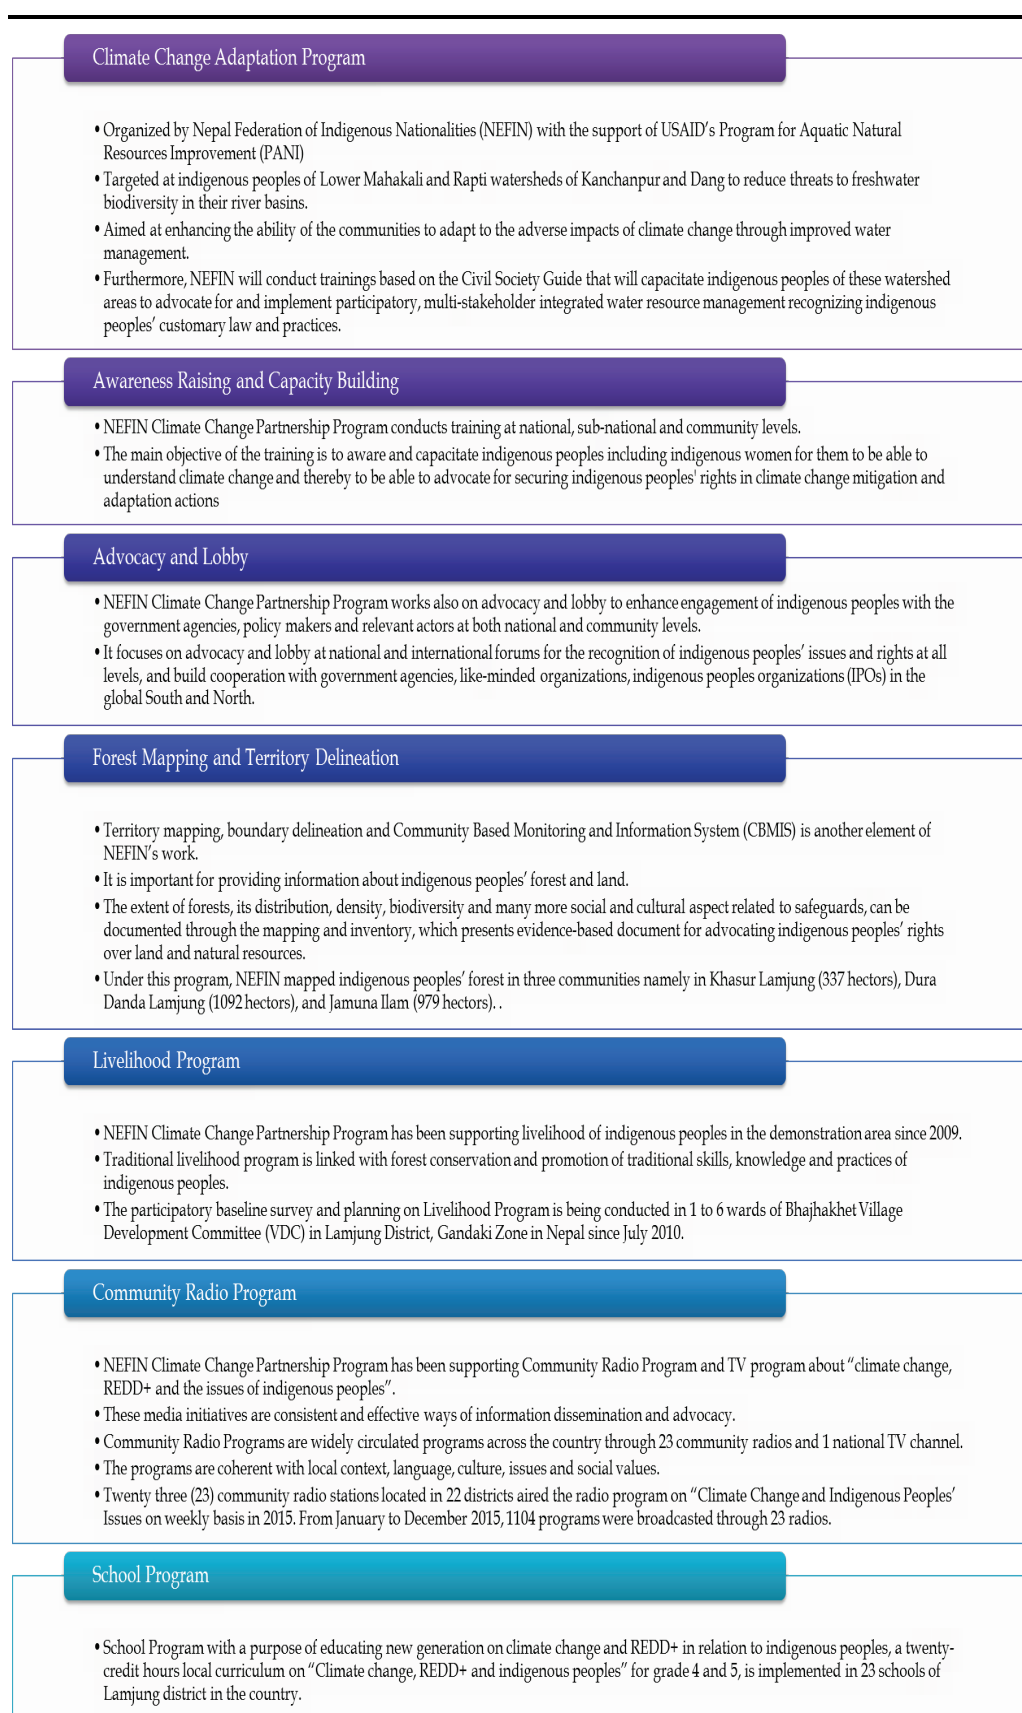 Climate Change Adaptation Program
• Organized by Nepal Federation of Indigenous Nationalities (NEFIN) with the support of USAID’s Program for Aquatic Natural
Resources Improvement (PANI)
• Targeted at indigenous peoples of Lower Mahakali and Rapti watersheds of Kanchanpur and Dang to reduce threats to freshwater
biodiversity in their river basins.
• Aimed at enhancing the ability of the communities to adapt to the adverse impacts of climate change through improved water
management.
• Furthermore, NEFIN will conduct trainings based on the Civil Society Guide that will capacitate indigenous peoples of these watershed
areas to advocate for and implement participatory, multi-stakeholder integrated water resource management recognizing indigenous
peoples’ customary law and practices.
Awareness Raising and Capacity Building
• NEFIN Climate Change Partnership Program conducts training at national, sub-national and community levels.
• The main objective of the training is to aware and capacitate indigenous peoples including indigenous women for them to be able to
understand climate change and thereby to be able to advocate for securing indigenous peoples' rights in climate change mitigation and
adaptation actions
Advocacy and Lobby
• NEFIN Climate Change Partnership Program works also on advocacy and lobby to enhance engagement of indigenous peoples with the
government agencies, policy makers and relevant actors at both national and community levels.
• It focuses on advocacy and lobby at national and international forums for the recognition of indigenous peoples’ issues and rights at all
levels, and build cooperation with government agencies, like-minded organizations, indigenous peoples organizations (IPOs) in the
global South and North.
Forest Mapping and Territory Delineation
• Territory mapping, boundary delineation and Community Based Monitoring and Information System (CBMIS) is another element of
NEFIN’s work.
• It is important for providing information about indigenous peoples’ forest and land.
• The extent of forests, its distribution, density, biodiversity and many more social and cultural aspect related to safeguards, can be
documented through the mapping and inventory, which presents evidence-based document for advocating indigenous peoples’ rights
over land and natural resources.
• Under this program, NEFIN mapped indigenous peoples’ forest in three communities namely in Khasur Lamjung (337 hectors), Dura
Danda Lamjung (1092 hectors), and Jamuna Ilam (979 hectors). .
Livelihood Program
• NEFIN Climate Change Partnership Program has been supporting livelihood of indigenous peoples in the demonstration area since 2009.
• Traditional livelihood program is linked with forest conservation and promotion of traditional skills, knowledge and practices of
indigenous peoples.
• The participatory baseline survey and planning on Livelihood Program is being conducted in 1 to 6 wards of Bhajhakhet Village
Development Committee (VDC) in Lamjung District, Gandaki Zone in Nepal since July 2010.
Community Radio Program
• NEFIN Climate Change Partnership Program has been supporting Community Radio Program and TV program about “climate change,
REDD+ and the issues of indigenous peoples”.
• These media initiatives are consistent and effective ways of information dissemination and advocacy.
• Community Radio Programs are widely circulated programs across the country through 23 community radios and 1 national TV channel.
• The programs are coherent with local context, language, culture, issues and social values.
• Twenty three (23) community radio stations located in 22 districts aired the radio program on “Climate Change and Indigenous Peoples’
Issues on weekly basis in 2015. From January to December 2015, 1104 programs were broadcasted through 23 radios.
School Program
• School Program with a purpose of educating new generation on climate change and REDD+ in relation to indigenous peoples, a twenty-
credit hours local curriculum on “Climate change, REDD+ and indigenous peoples” for grade 4 and 5, is implemented in 23 schools of
Lamjung district in the country.